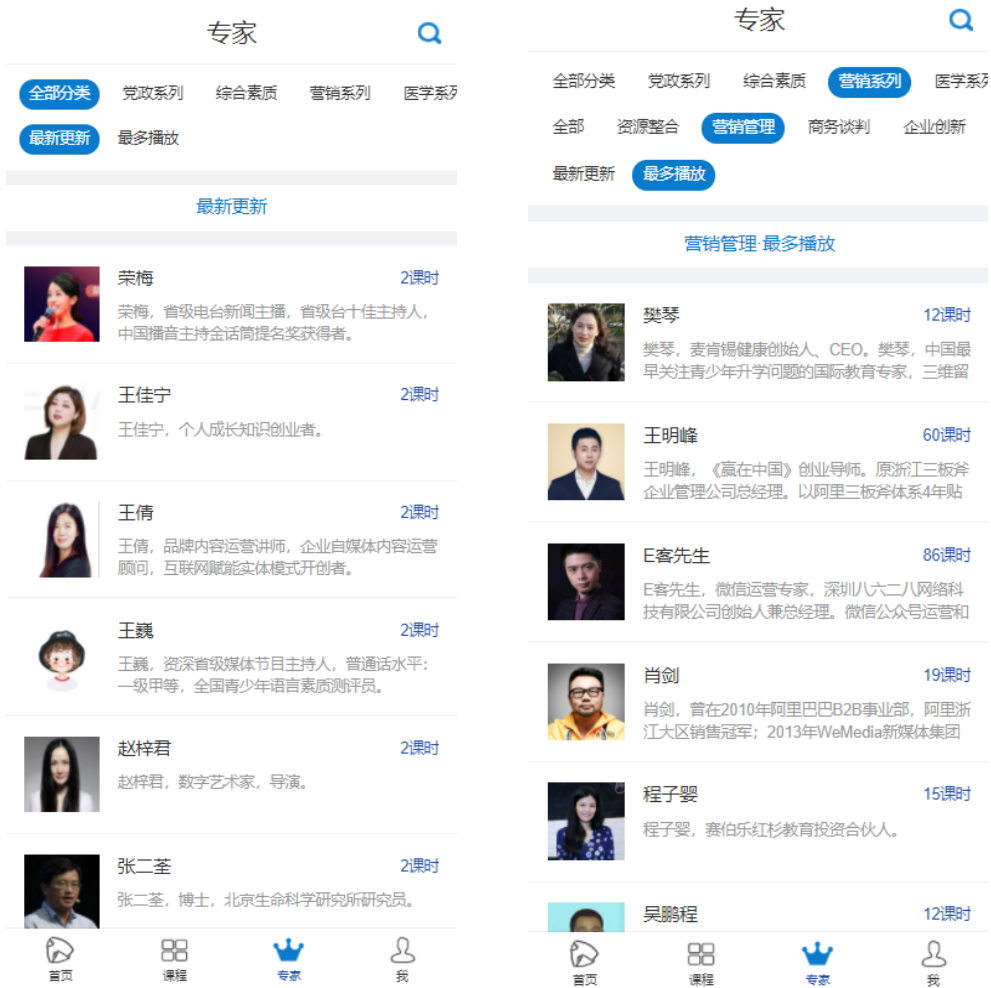 专家
全部分类 党政系列 综合素质 营销系列 医学系列
最新更新 最多播放
最新更新
荣梅 2课时
荣梅，省级电台新闻主播，省级台十佳主持人，
中国播音主持金话筒提名奖获得者。
王佳宁 2课时
王佳宁，个人成长知识创业者。
王倩 2课时
王倩，品牌内容运营讲师，企业自媒体内容运营
顾问，互联网赋能实体模式开创者。
王巍 2课时
王巍，资深省级媒体节目主持人，普通话水平：
一级甲等，全国青少年语言素质测评员。
赵梓君 2课时
赵梓君，数字艺术家，导演。
张二荃 2课时
张二荃，博士，北京生命科学研究所研究员。
首页 课程 专家 我
专家
全部分类 党政系列 综合素质 营销系列 医学系列
全部 资源整合 营销管理 商务谈判 企业创新
最新更新 最多播放
营销管理·最多播放
樊琴 12课时
樊琴，麦肯锡健康创始人、CEO。樊琴，中国最
早关注青少年升学问题的国际教育专家，三维留
王明峰 60课时
王明峰，《赢在中国》创业导师。原浙江三板斧
企业管理公司总经理。以阿里三板斧体系4年贴
E客先生 86课时
E客先生，微信运营专家，深圳八六二八网络科
技有限公司创始人兼总经理。微信公众号运营和
肖剑 19课时
肖剑，曾在2010年阿里巴巴B2B事业部，阿里浙
江大区销售冠军；2013年WeMedia新媒体集团
程子婴 15课时
程子婴，赛伯乐红杉教育投资合伙人。
吴鹏程 12课时
首页 课程 专家 我